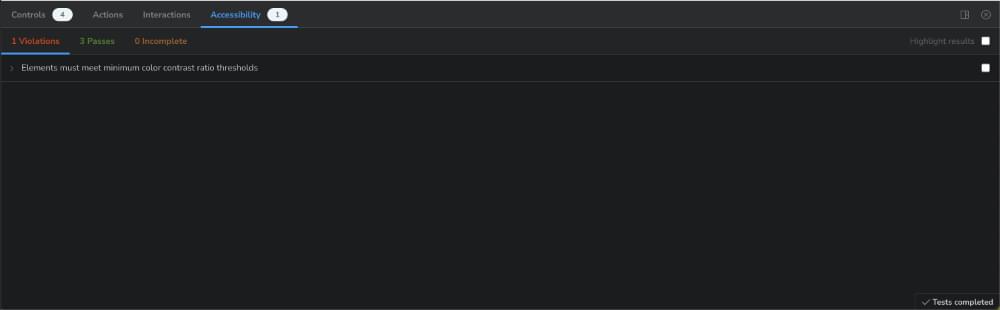 Controls 4 Actions Interactions Accessibility 1
1 Violations 3 Passes 0 Incomplete Highlight results
Elements must meet minimum color contrast ratio thresholds
Tests completed